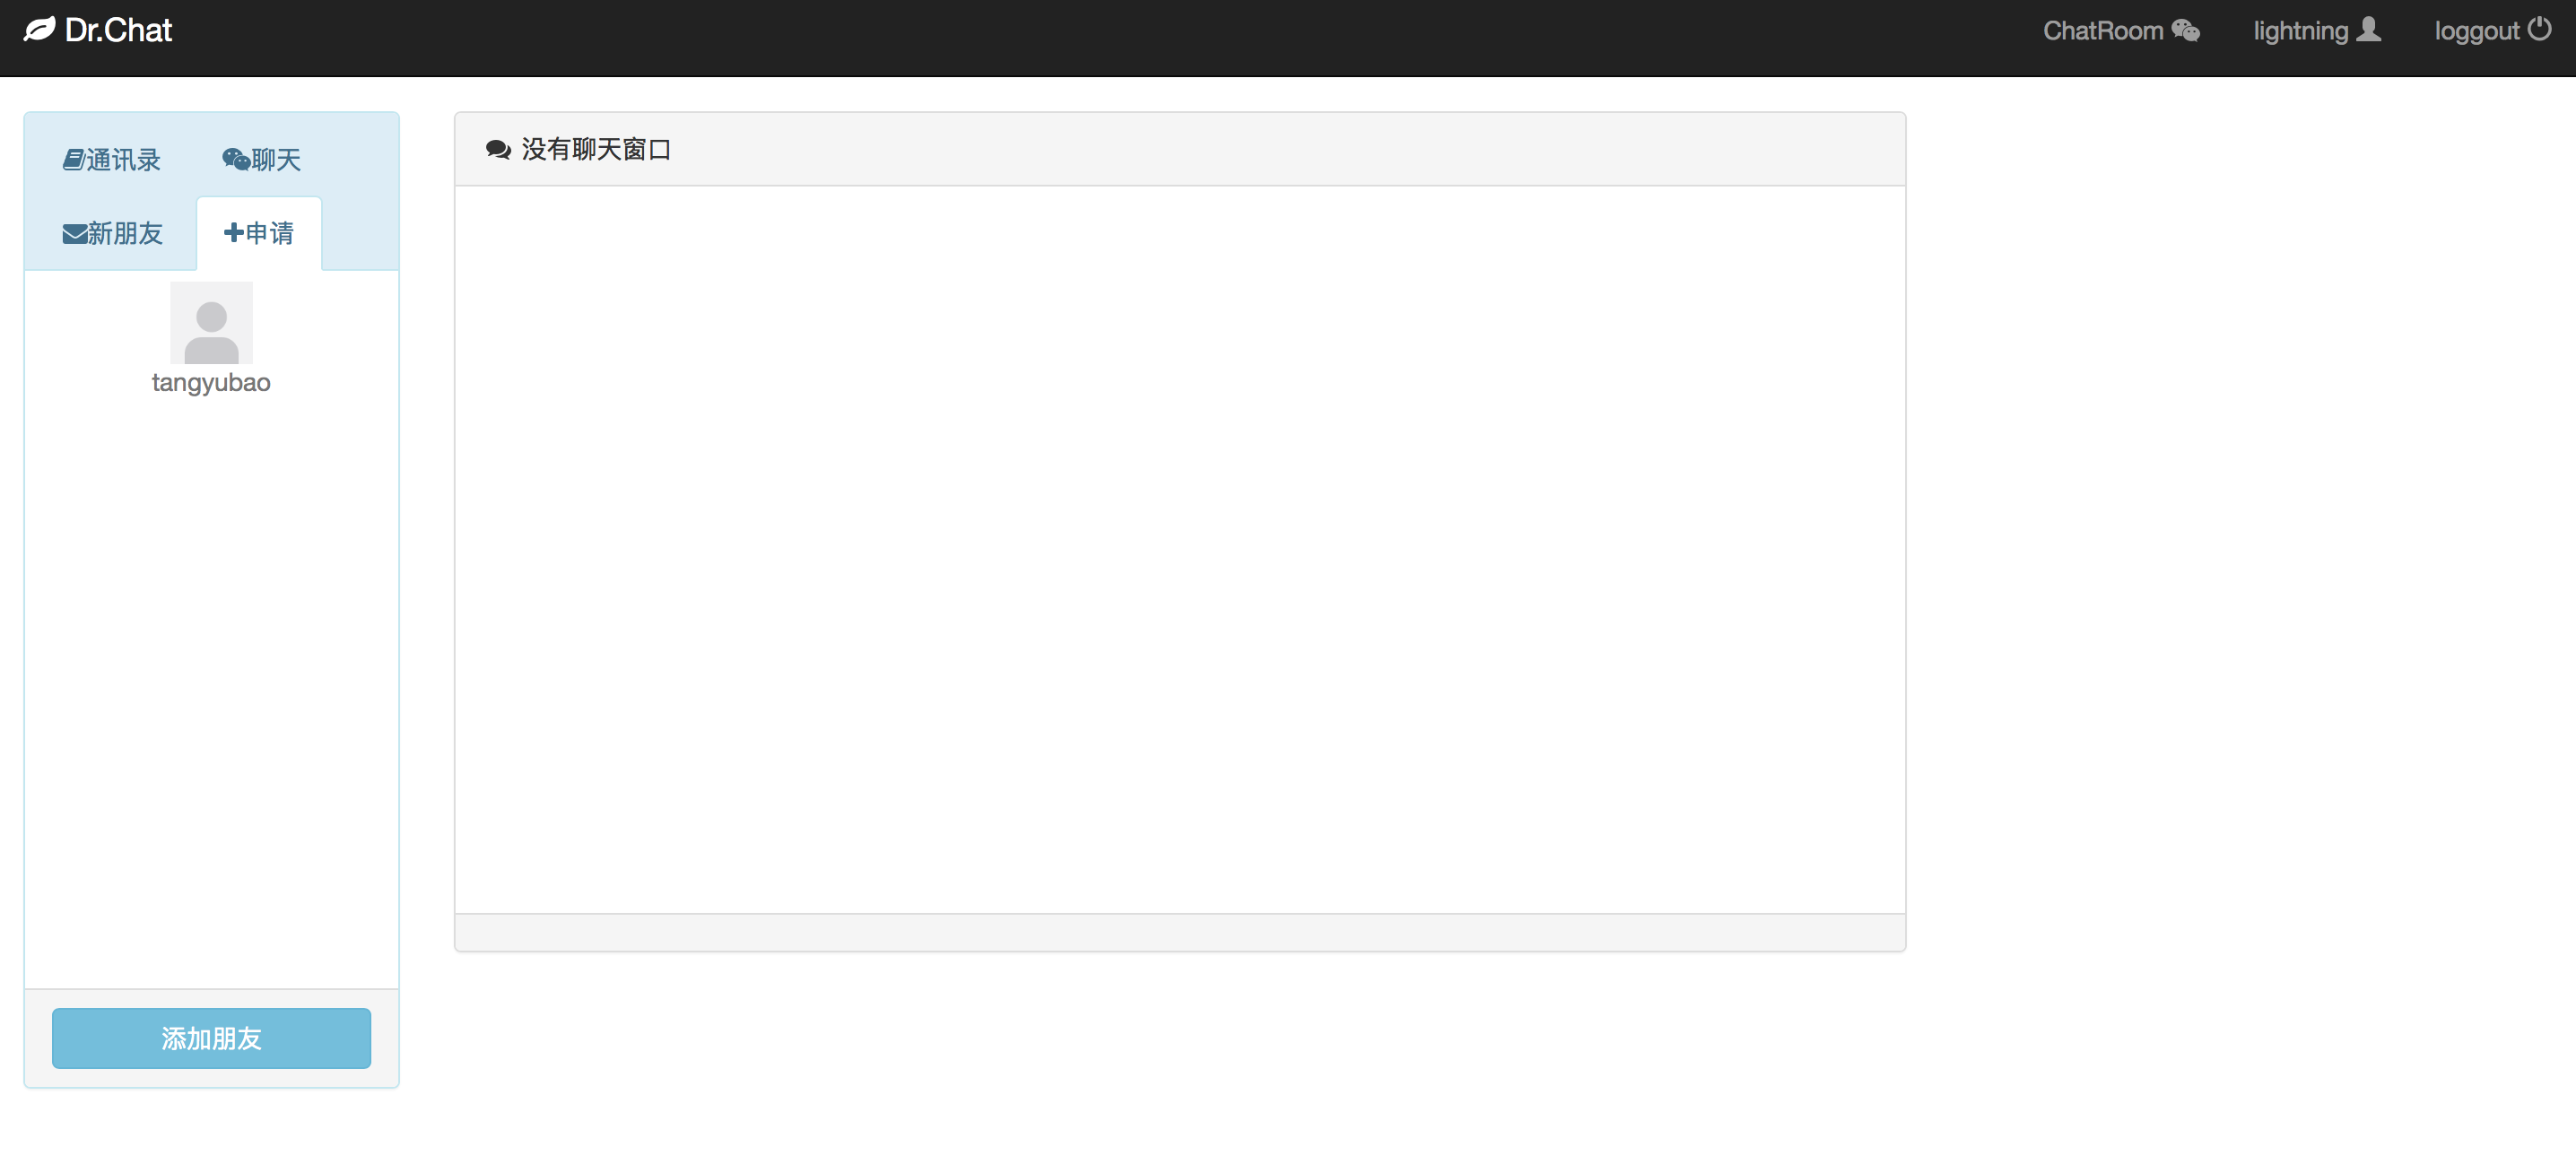 Dr.Chat
ChatRoom lightning loggout
通讯录 聊天
新朋友 申请
tangyubao
添加朋友
没有聊天窗口